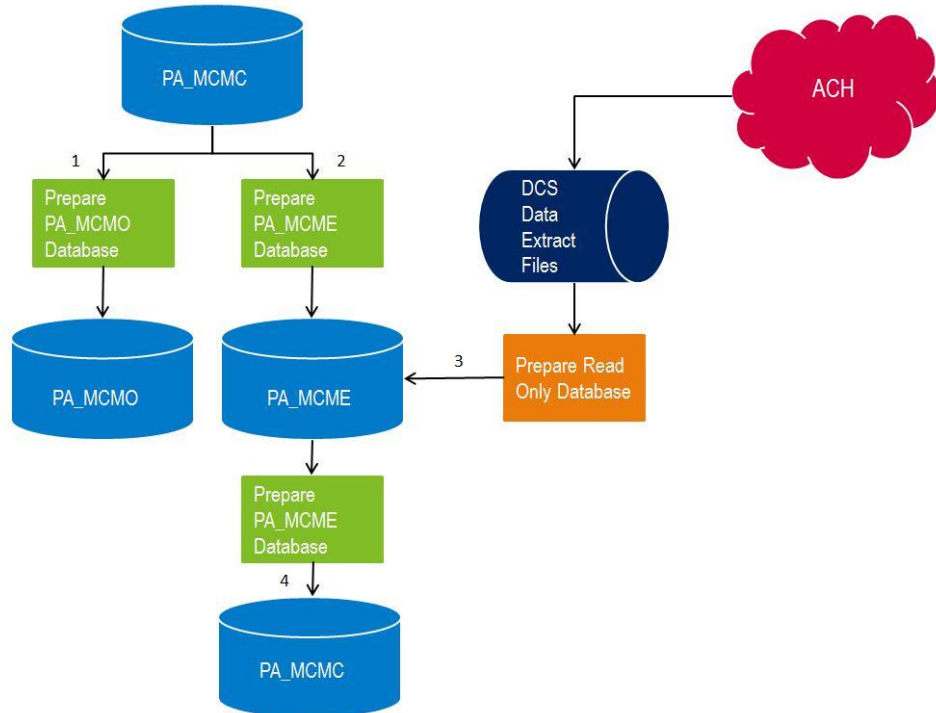 PA_MCMC
ACH
1
2
Prepare
PA_MCMO
Database
Prepare
PA_MCME
Database
DCS
Data
Extract
Files
PA_MCMO
PA_MCME
3
Prepare Read
Only Database
Prepare
PA_MCME
Database
4
PA_MCMC